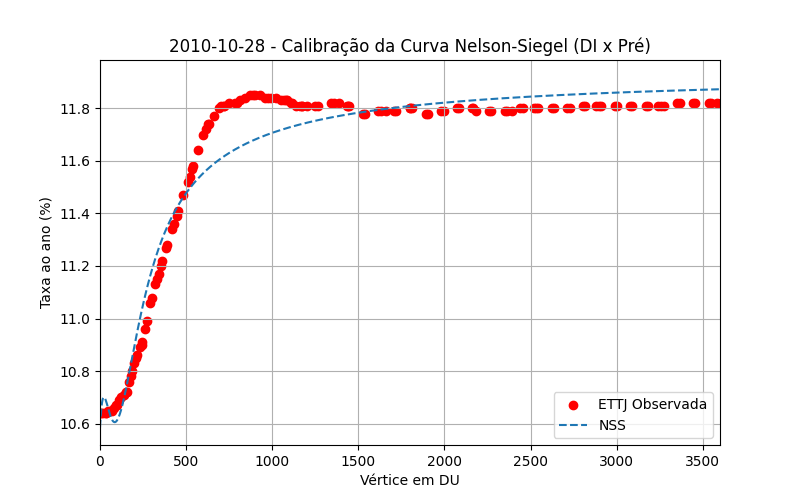 2010-10-28 - Calibração da Curva Nelson-Siegel (DI x Pré)
Taxa ao ano (%)
11.8
11.6
11.4
11.2
11.0
10.8
10.6
ETTJ Observada
NSS
0 500 1000 1500 2000 2500 3000 3500
Vértice em DU